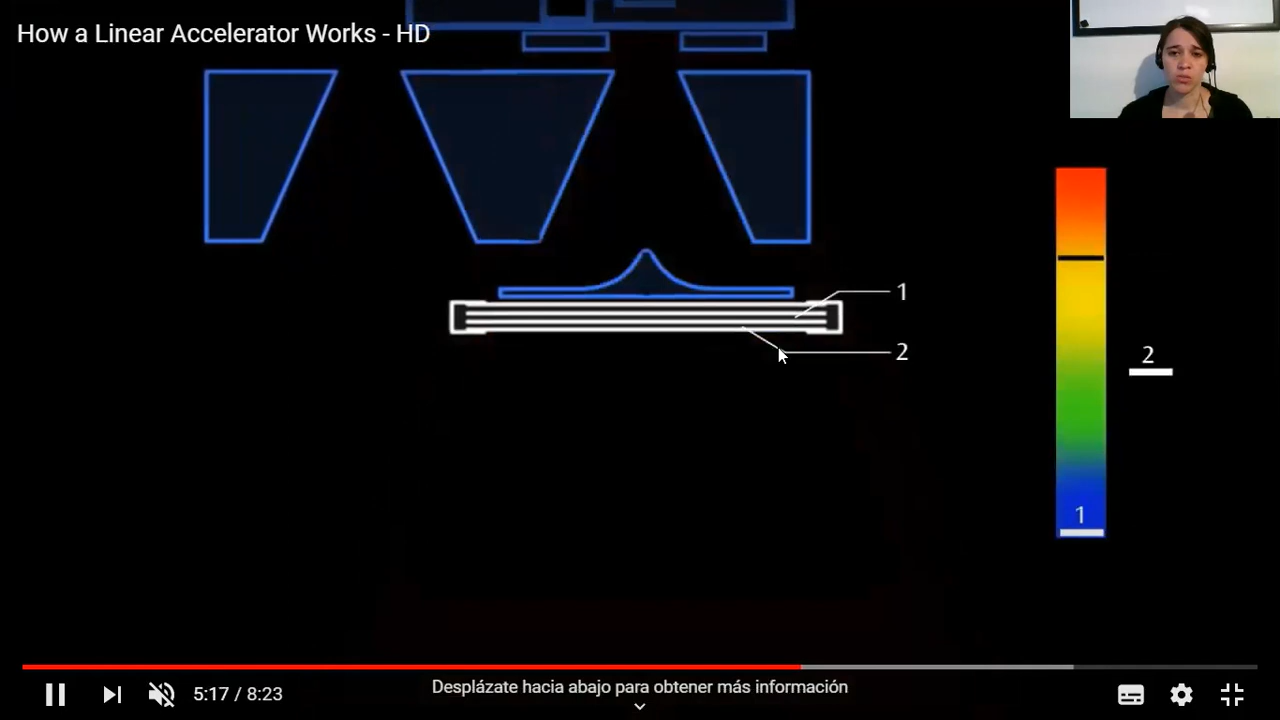 How a Linear Accelerator Works - HD
1
2
2
1
5:17 / 8:23
Desplázate hacia abajo para obtener más información